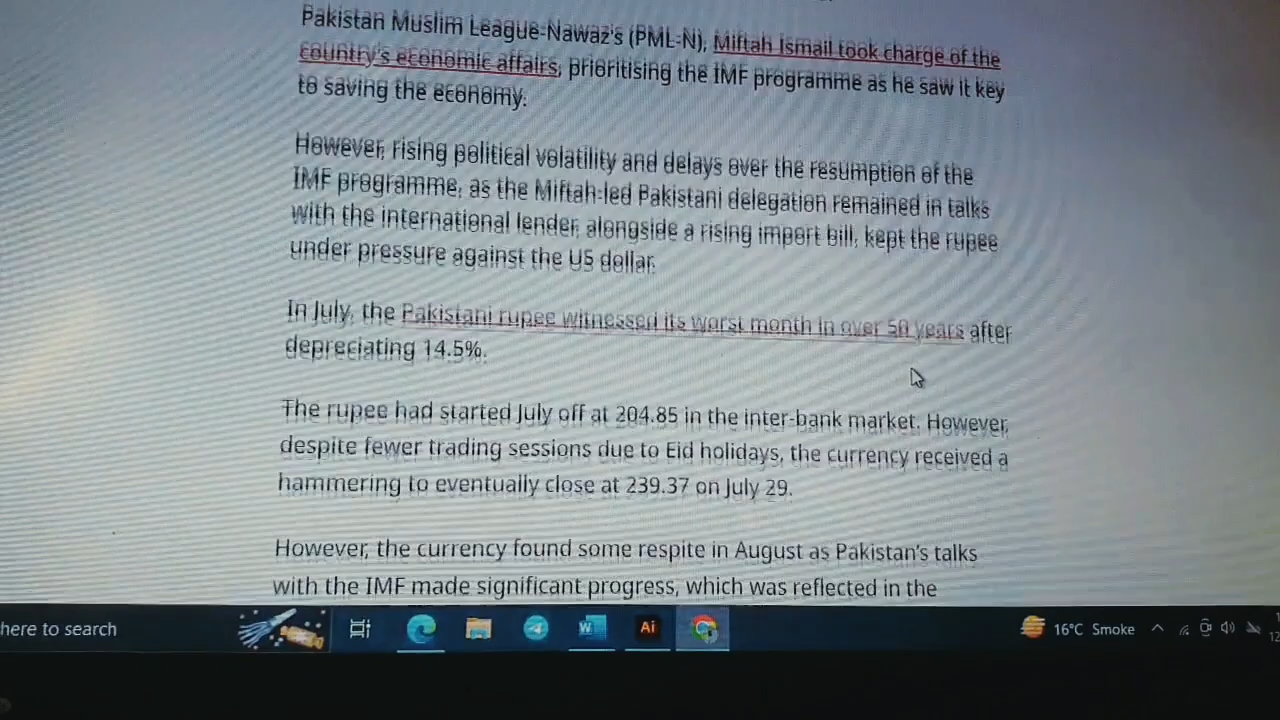 Pakistan Muslim League-Nawaz's (PML-N), Miftah Ismail took charge of the
country's economic affairs, prioritising the IMF programme as he saw it key
to saving the economy.
However, rising political volatility and delays over the resumption of the
IMF programme, as the Miftah-led Pakistani delegation remained in talks
with the international lender, alongside a rising import bill, kept the rupee
under pressure against the US dollar.
In July, the Pakistani rupee witnessed its worst month in over 50 years after
depreciating 14.5%.
The rupee had started July off at 204.85 in the inter-bank market. However,
despite fewer trading sessions due to Eid holidays, the currency received a
hammering to eventually close at 239.37 on July 29.
However, the currency found some respite in August as Pakistan's talks
with the IMF made significant progress, which was reflected in the
here to search
W
Ai
16°C Smoke